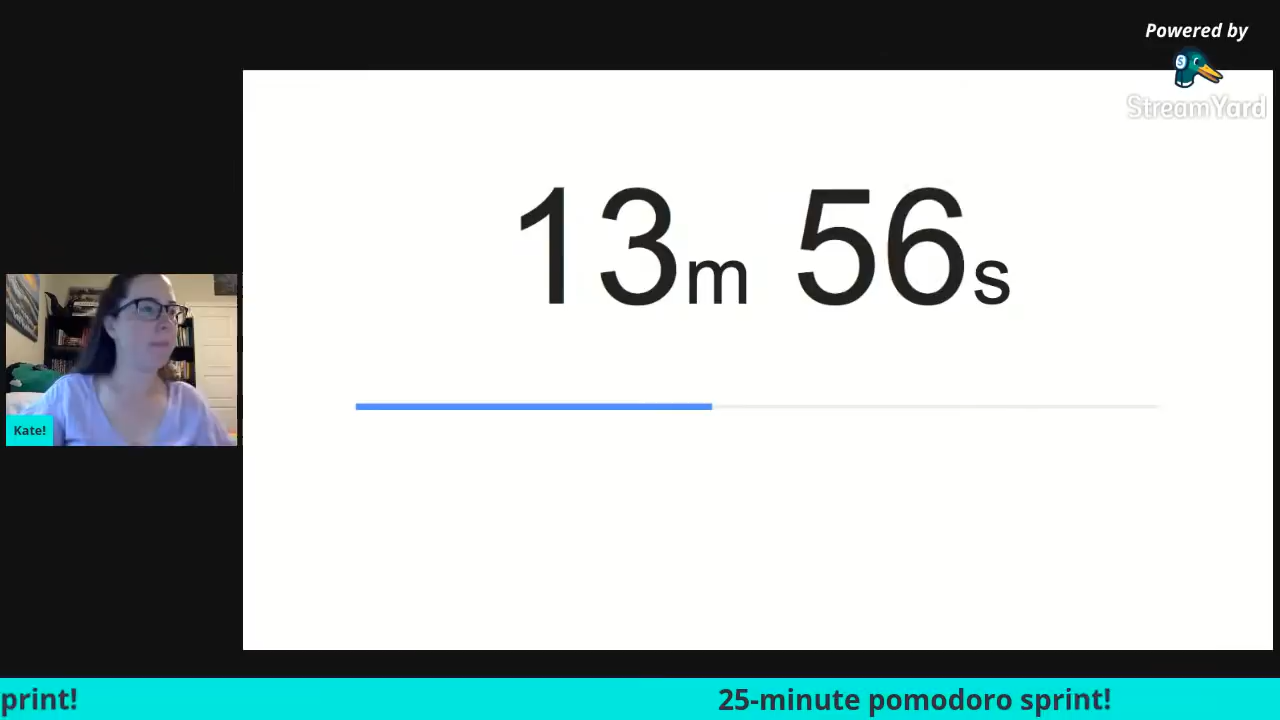 Powered by
StreamYard
13m 56s
Kate!
print!
25-minute pomodoro sprint!